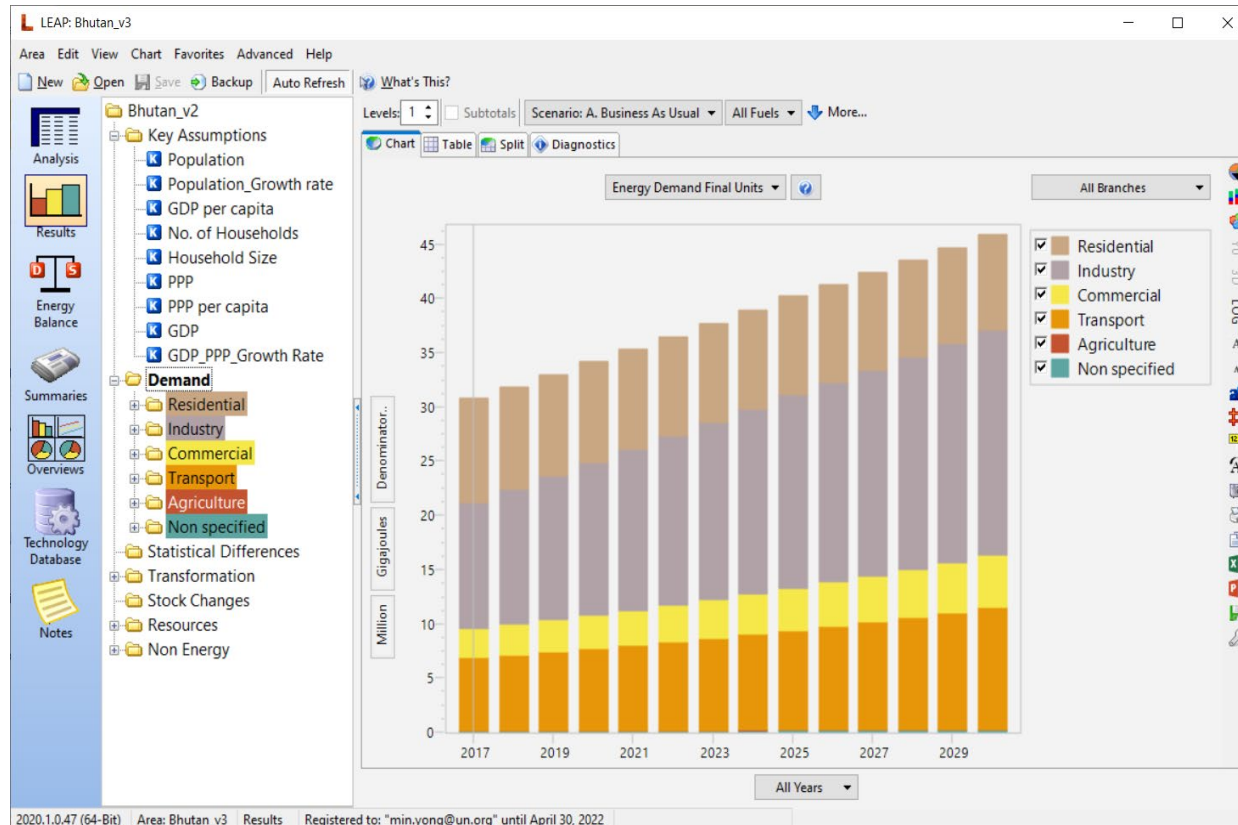 LEAP: Bhutan_v3
Area Edit View Chart Favorites Advanced Help
New Open Save Backup Auto Refresh What's This?
Analysis
Results
D S
Energy Balance
Summaries
Overviews
Technology Database
Notes
Bhutan_v2
Key Assumptions
K Population
K Population_Growth rate
K GDP per capita
K No. of Households
K Household Size
K PPP
K PPP per capita
K GDP
K GDP_PPP_Growth Rate
Demand
Residential
Industry
Commercial
Transport
Agriculture
Non specified
Statistical Differences
Transformation
Stock Changes
Resources
Non Energy
Levels: 1 Subtotals Scenario: A. Business As Usual All Fuels More...
Chart Table Split Diagnostics
Energy Demand Final Units ? All Branches
Denominator..
Gigajoules
Million
45
40
35
30
25
20
15
10
5
0
2017 2019 2021 2023 2025 2027 2029
Residential
Industry
Commercial
Transport
Agriculture
Non specified
LOG
All Years
2020.1.0.47 (64-Bit) Area: Bhutan_v3 Results Registered to: "min.yong@un.org" until April 30, 2022